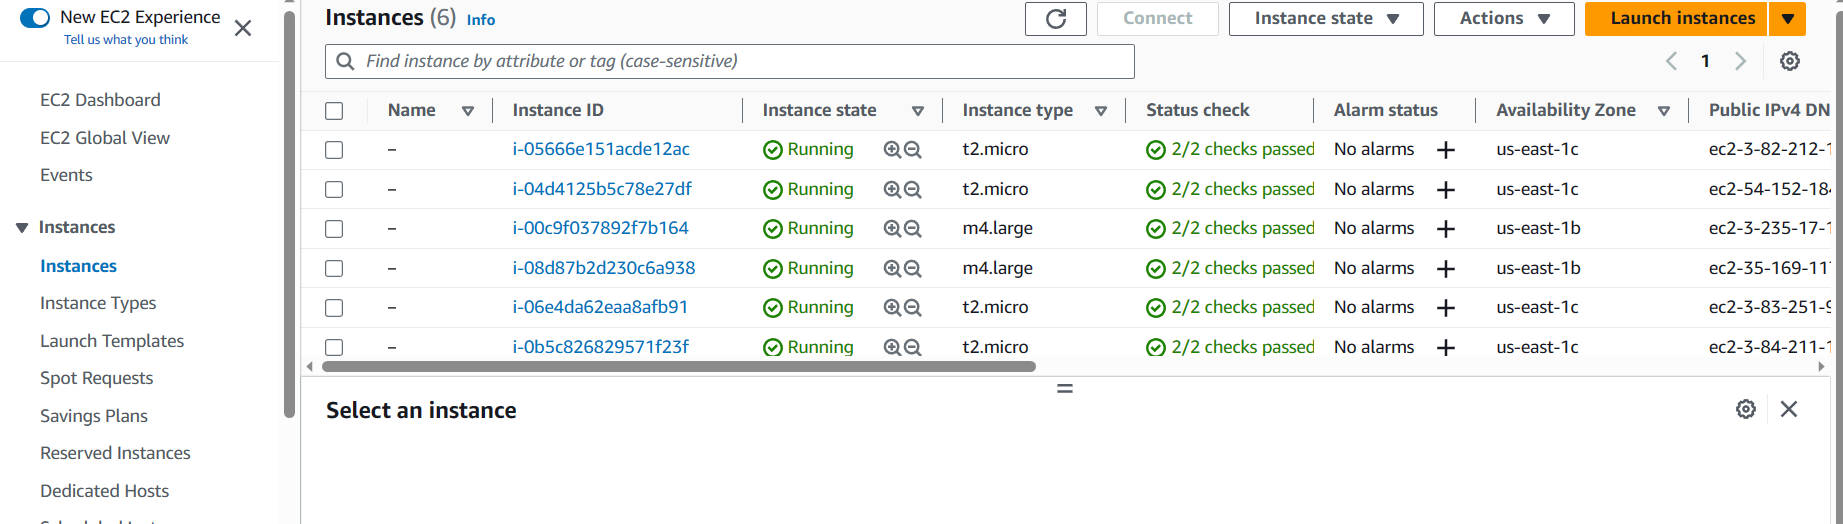 New EC2 Experience
Tell us what you think
EC2 Dashboard
EC2 Global View
Events
Instances
Instances
Instance Types
Launch Templates
Spot Requests
Savings Plans
Reserved Instances
Dedicated Hosts
Instances (6) Info
Connect
Instance state
Actions
Launch instances
Find instance by attribute or tag (case-sensitive)
1
Name Instance ID Instance state Instance type Status check Alarm status Availability Zone Public IPv4 DN
– i-05666e151acde12ac Running t2.micro 2/2 checks passed No alarms + us-east-1c ec2-3-82-212-1
– i-04d4125b5c78e27df Running t2.micro 2/2 checks passed No alarms + us-east-1c ec2-54-152-184
– i-00c9f037892f7b164 Running m4.large 2/2 checks passed No alarms + us-east-1b ec2-3-235-17-1
– i-08d87b2d230c6a938 Running m4.large 2/2 checks passed No alarms + us-east-1b ec2-35-169-117
– i-06e4da62eaa8afb91 Running t2.micro 2/2 checks passed No alarms + us-east-1c ec2-3-83-251-9
– i-0b5c826829571f23f Running t2.micro 2/2 checks passed No alarms + us-east-1c ec2-3-84-211-1
Select an instance